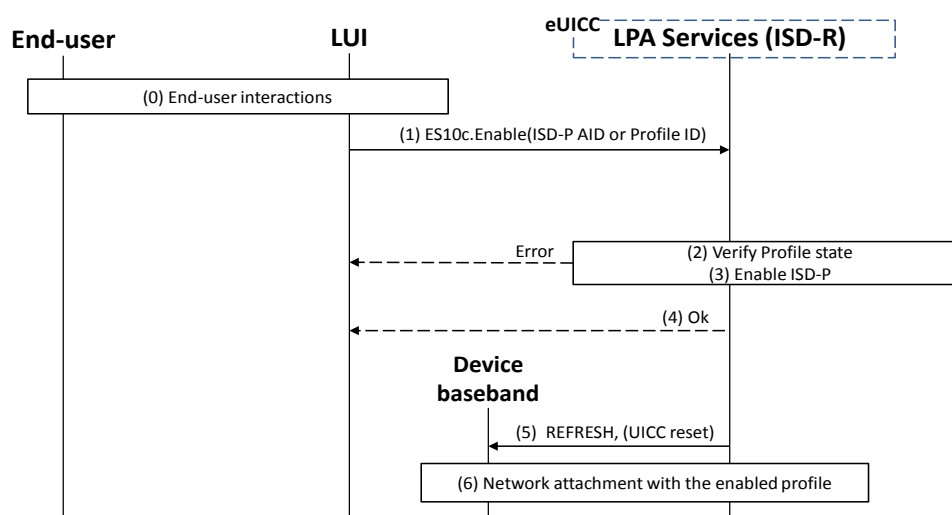 End-user
LUI
eUICC
LPA Services (ISD-R)
(0) End-user interactions
(1) ES10c.Enable(ISD-P AID or Profile ID)
Error
(2) Verify Profile state
(3) Enable ISD-P
(4) Ok
Device
baseband
(5) REFRESH, (UICC reset)
(6) Network attachment with the enabled profile